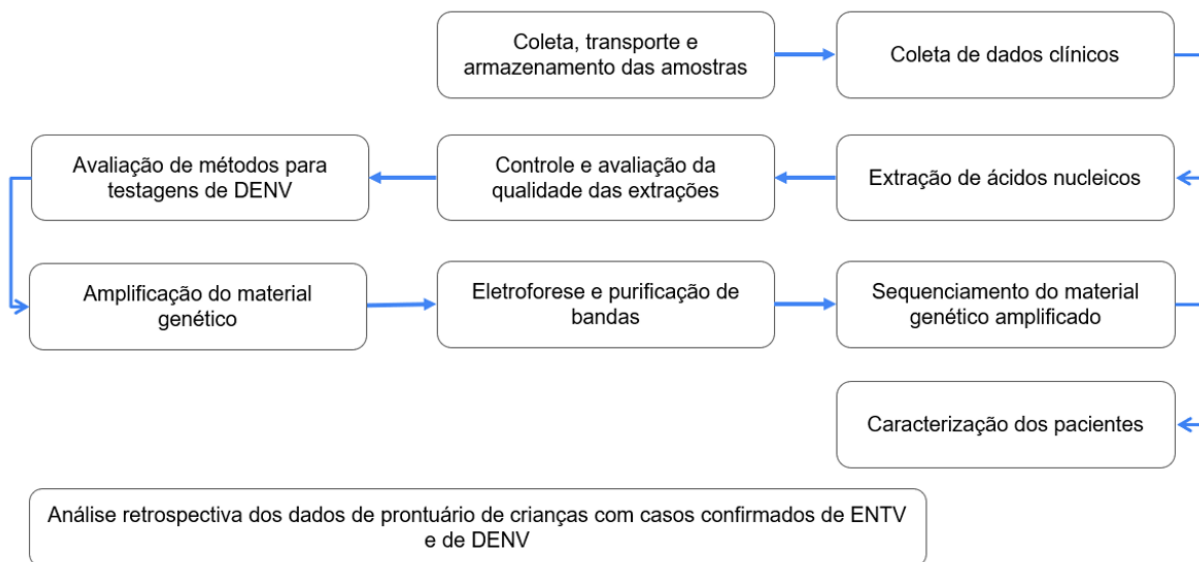 Coleta, transporte e
armazenamento das amostras
Coleta de dados clínicos
Avaliação de métodos para
testagens de DENV
Controle e avaliação da
qualidade das extrações
Extração de ácidos nucleicos
Amplificação do material
genético
Eletroforese e purificação de
bandas
Sequenciamento do material
genético amplificado
Caracterização dos pacientes
Análise retrospectiva dos dados de prontuário de crianças com casos confirmados de ENTV
e de DENV